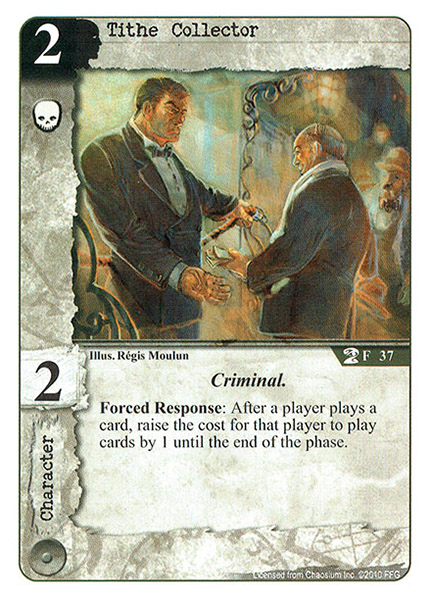 2
Tithe Collector
Illus. Régis Moulun
F 37
2
Criminal.
Forced Response: After a player plays a
card, raise the cost for that player to play
cards by 1 until the end of the phase.
Character
Licensed from Chaosium Inc. ©2010 FFG